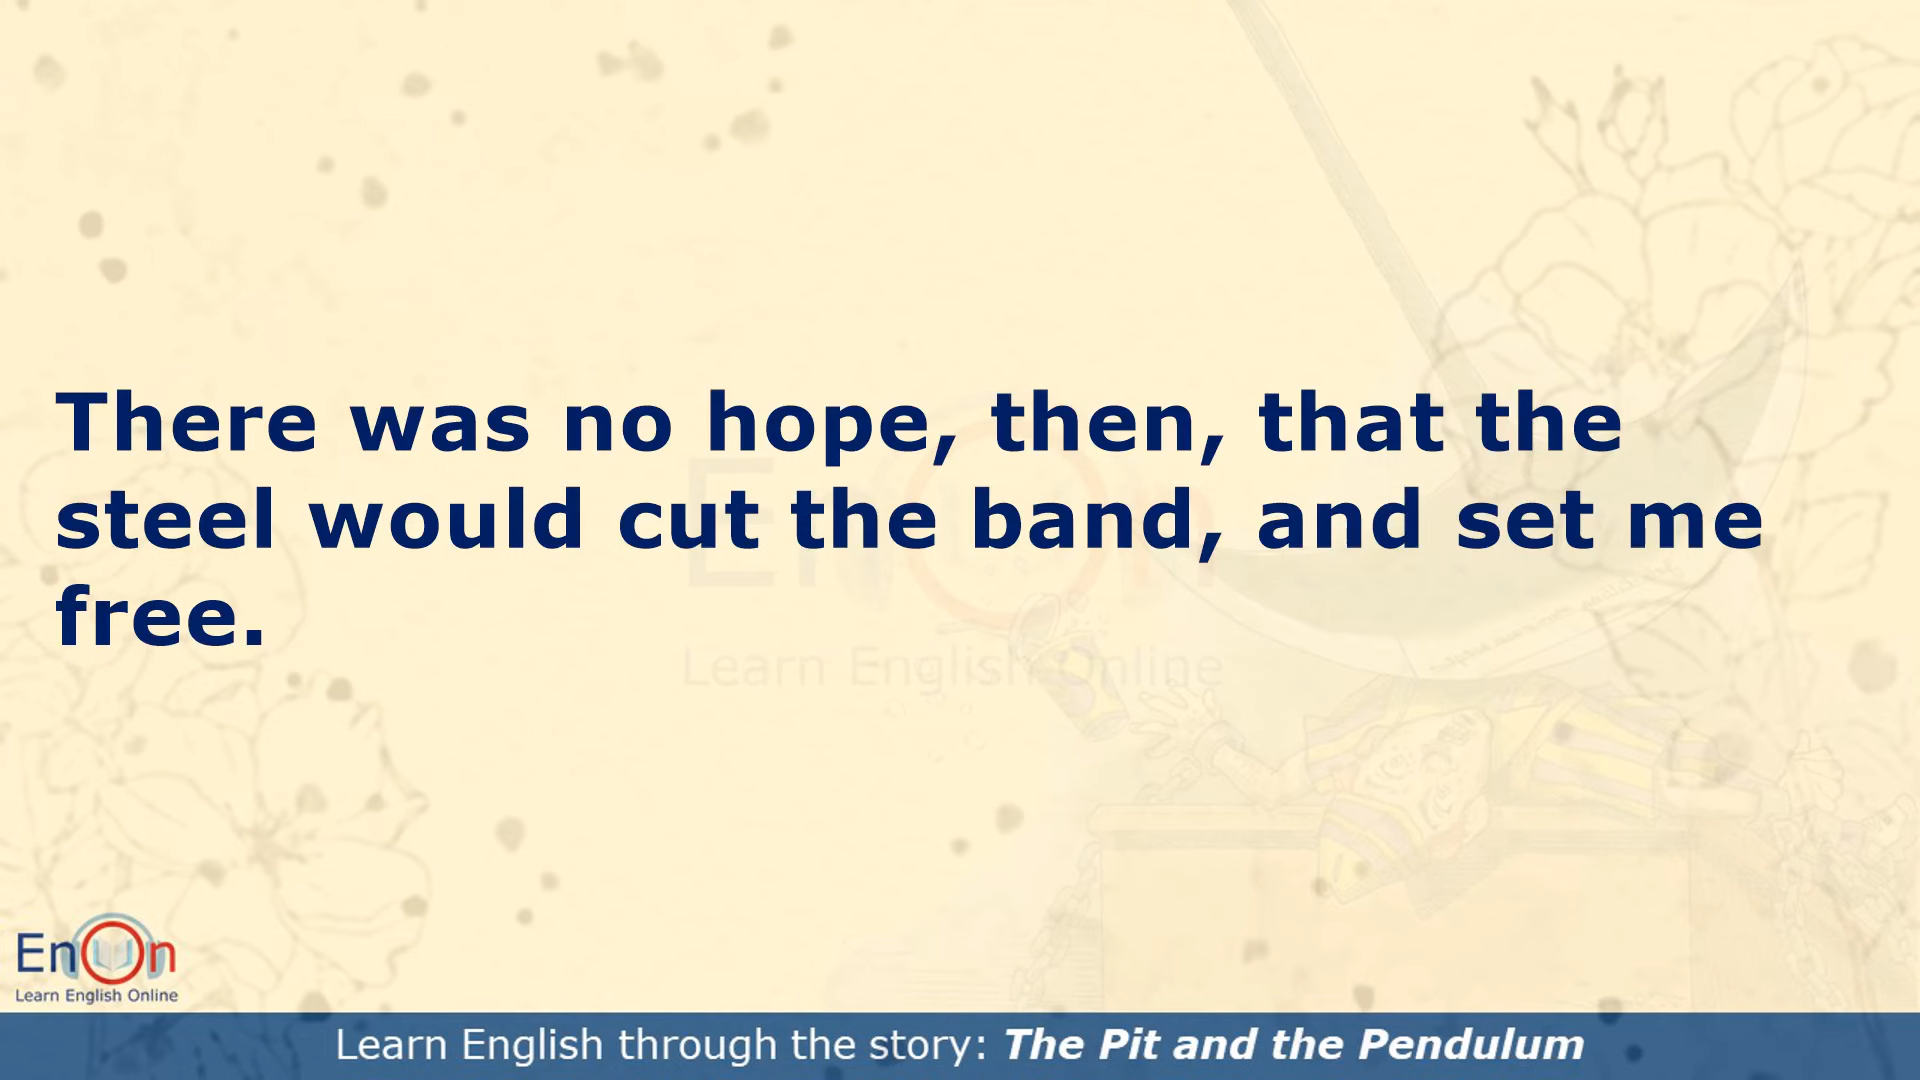 There was no hope, then, that the
steel would cut the band, and set me
free.
Learn English Online
EnOn
Learn English Online
Learn English through the story: The Pit and the Pendulum